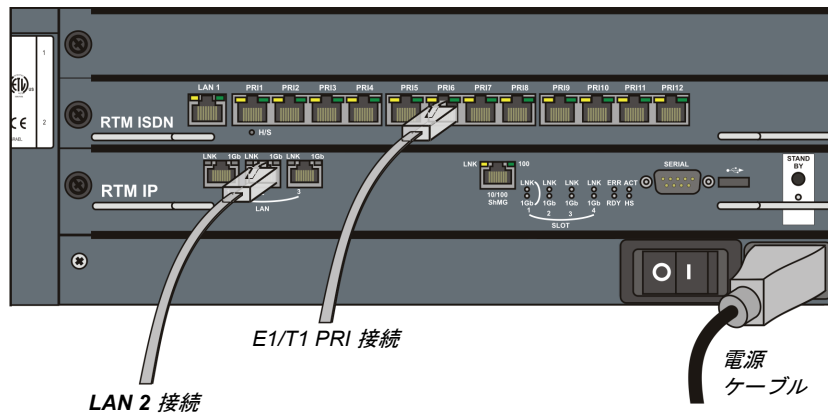 1
LAN 1 PRI1 PRI2 PRI3 PRI4 PRI5 PRI6 PRI7 PRI8 PRI9 PRI10 PRI11 PRI12
2
RTM ISDN
H/S
ISRAEL
LNK 1Gb LNK 1Gb LNK 1Gb
LNK 100
SERIAL
STAND
BY
LNK LNK LNK LNK ERR ACT
RTM IP
10/100
ShMG
1Gb 1Gb 1Gb 1Gb RDY HS
3
1 2 3 4
LAN
SLOT
O I
E1/T1 PRI 接続
電源
ケーブル
LAN 2 接続